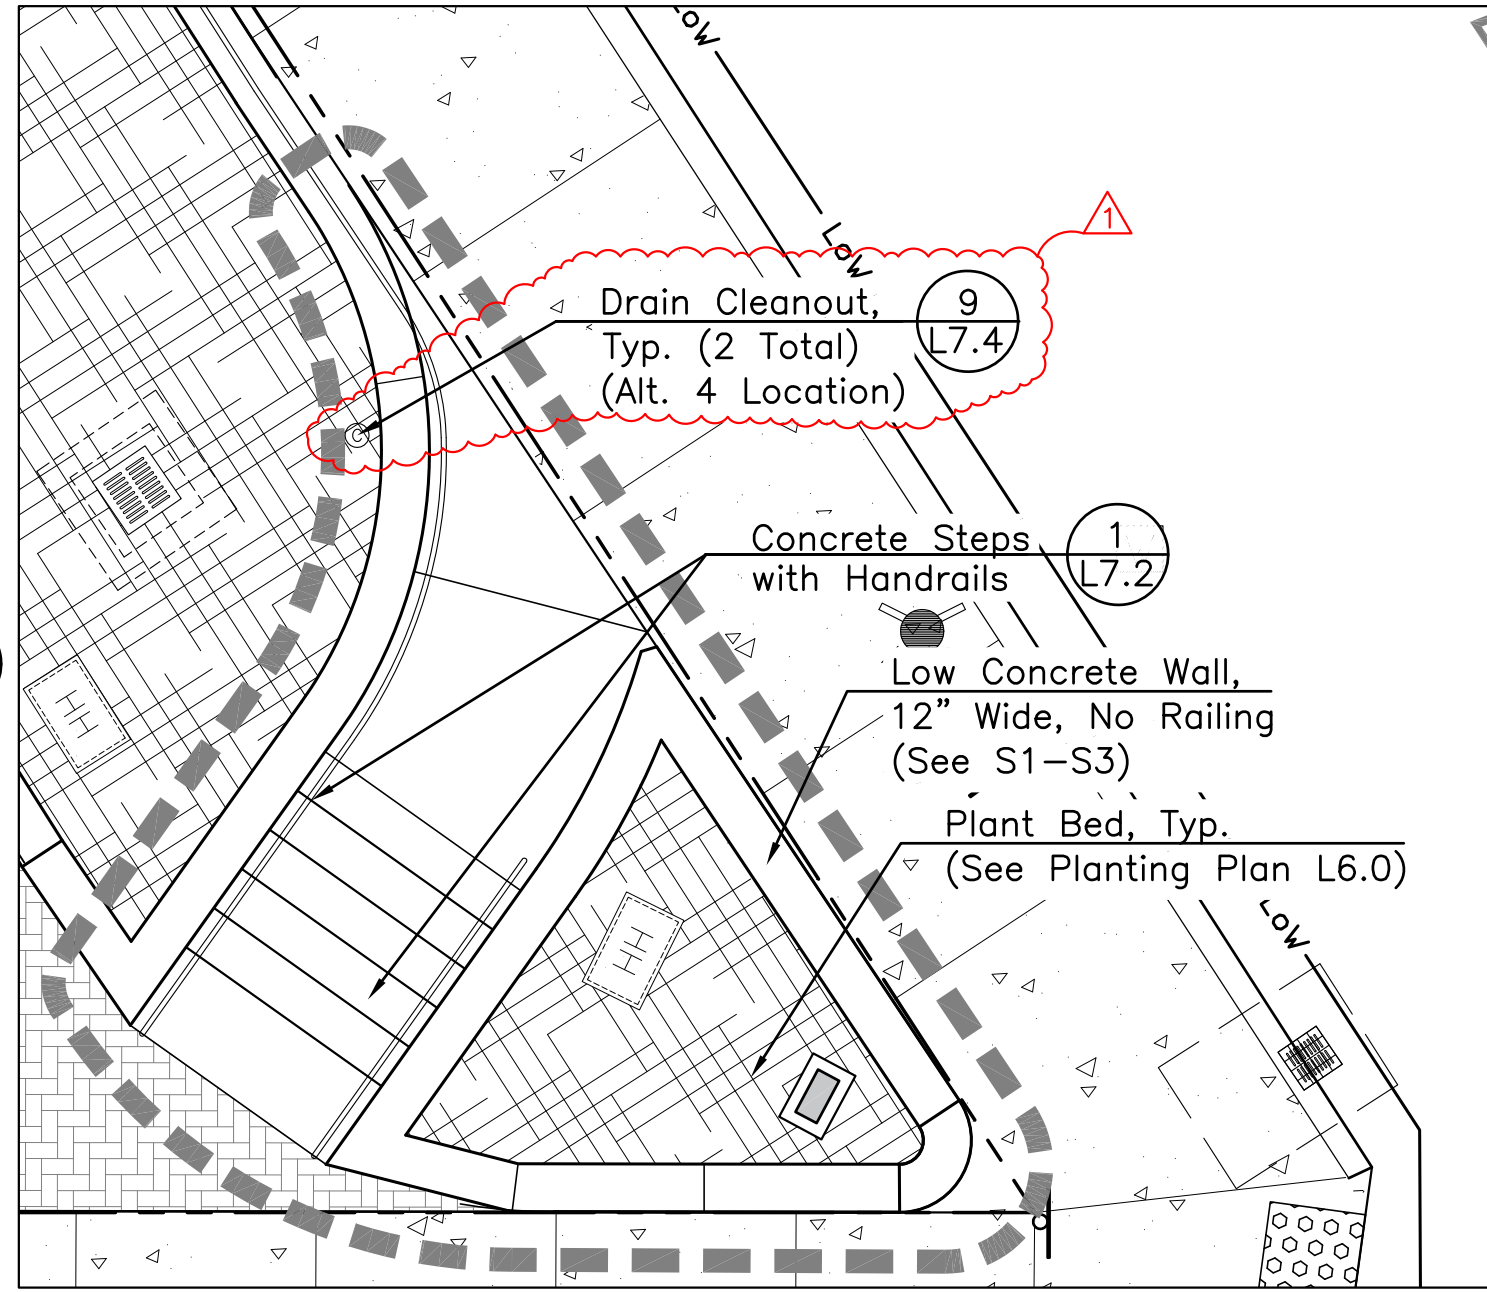 LOW
1
LOW
Drain Cleanout,
Typ. (2 Total)
(Alt. 4 Location)
9
L7.4
Concrete Steps
with Handrails
1
L7.2
Low Concrete Wall,
12” Wide, No Railing
(See S1–S3)
Plant Bed, Typ.
(See Planting Plan L6.0)
LOW
H
H